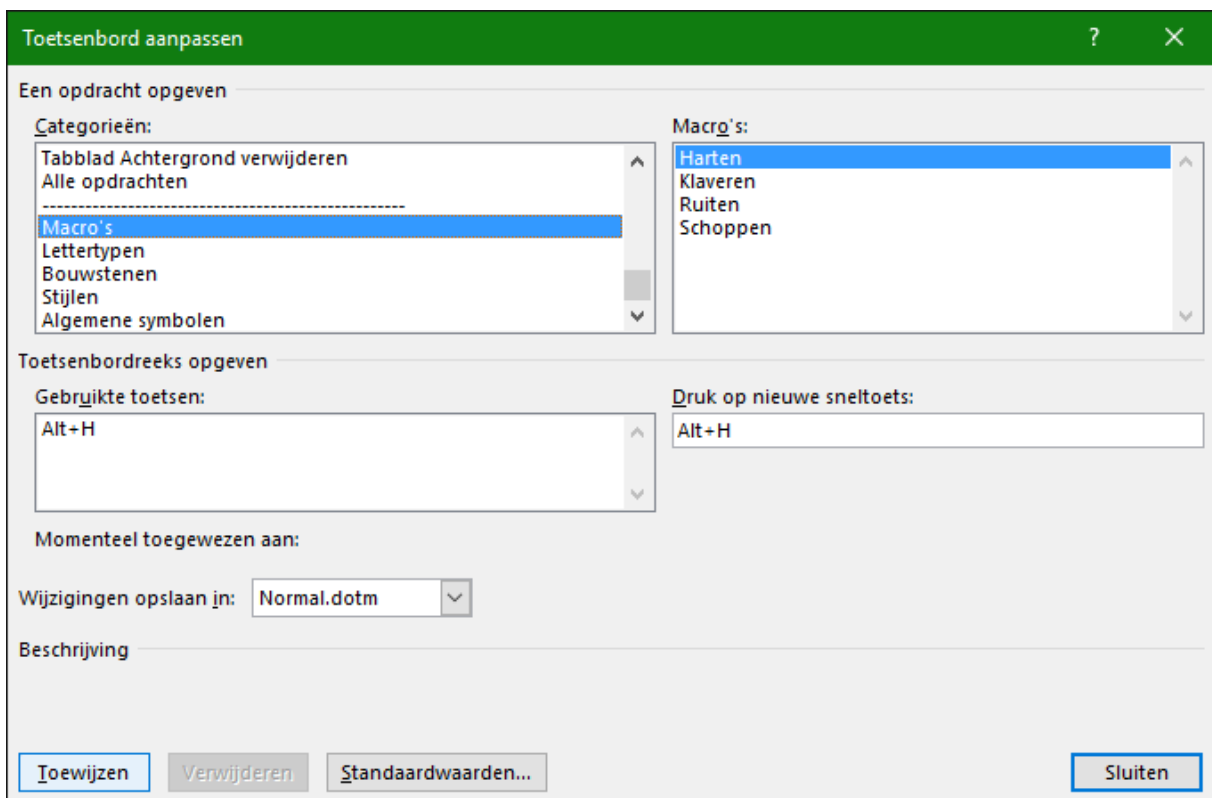 Toetsenbord aanpassen
?
Een opdracht opgeven
Categorieën:
Tabblad Achtergrond verwijderen
Alle opdrachten
--------------------------------------------------
Macro's
Lettertypen
Bouwstenen
Stijlen
Algemene symbolen
Macro's:
Harten
Klaveren
Ruiten
Schoppen
Toetsenbordreeks opgeven
Gebruikte toetsen:
Alt+H
Druk op nieuwe sneltoets:
Alt+H
Momenteel toegewezen aan:
Wijzigingen opslaan in: Normal.dotm
Beschrijving
Toewijzen Verwijderen Standaardwaarden... Sluiten